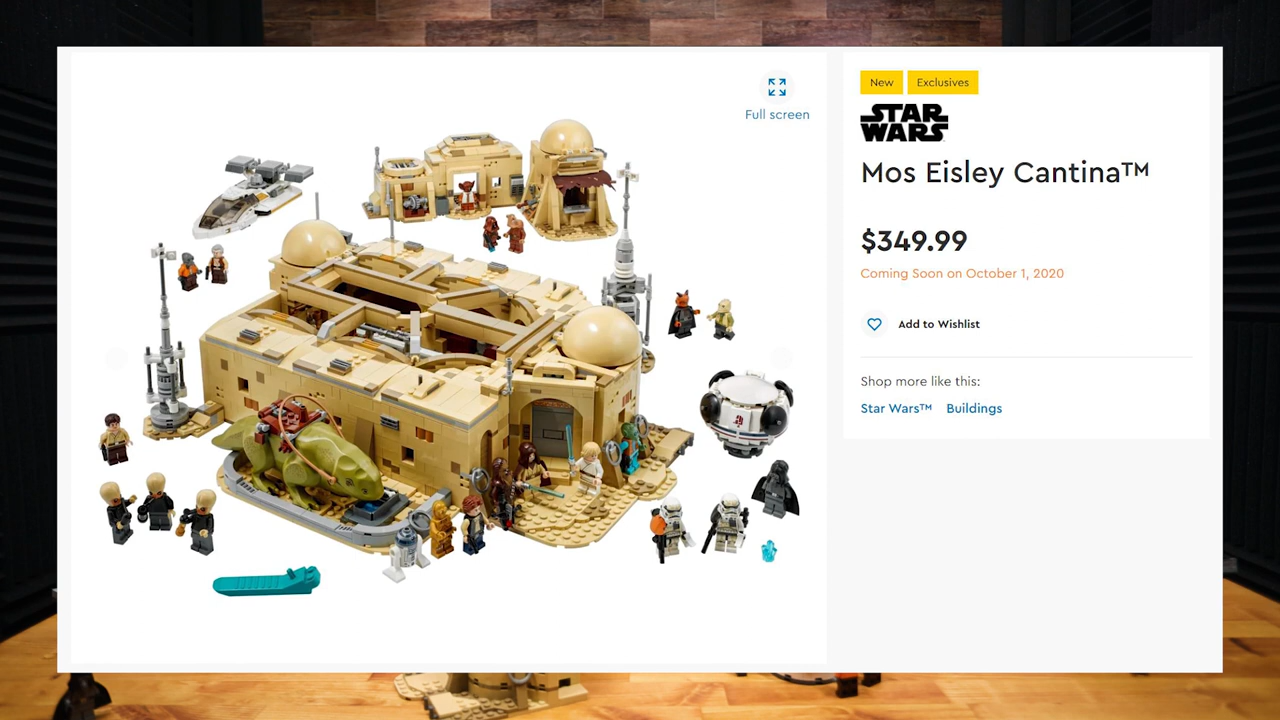 Full screen
New
Exclusives
STAR
WARS
Mos Eisley Cantina™
$349.99
Coming Soon on October 1, 2020
Add to Wishlist
Shop more like this:
Star Wars™ Buildings